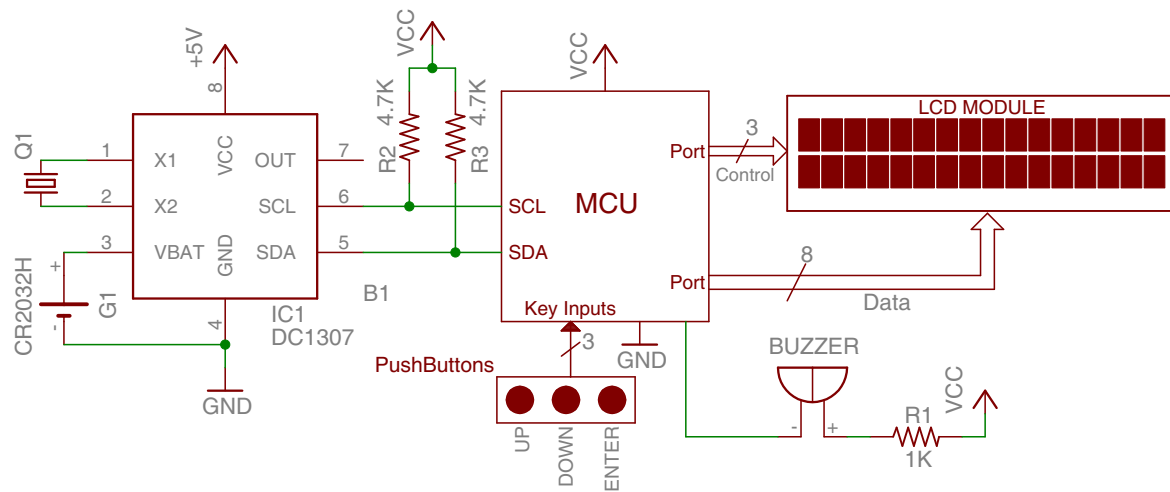 +5V
8
VCC
Q1
1
X1
VCC
OUT
7
2
X2
SCL
6
3
VBAT
GND
SDA
5
CR2032H
+
-
G1
4
IC1
DC1307
B1
GND
VCC
4.7K
4.7K
R2
R3
VCC
MCU
SCL
SDA
Port
Port
Key Inputs
3
Control
LCD MODULE
8
Data
GND
PushButtons
3
UP
DOWN
ENTER
BUZZER
-
+
R1
1K
VCC